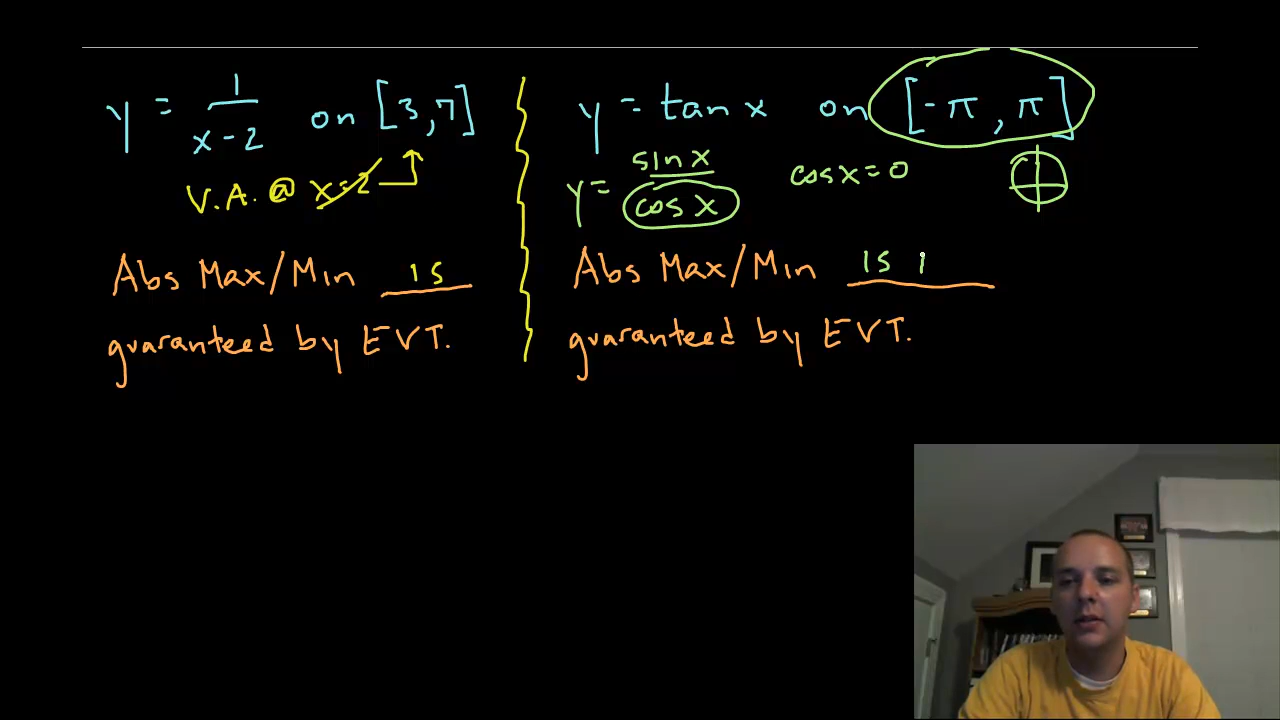 y = 1/(x-2) on [3,7]
V.A. @ x=2
Abs Max/Min is
guaranteed by EVT.
y = tan x on [-π, π]
y = sin x/cos x cos x = 0
Abs Max/Min is
guaranteed by EVT.